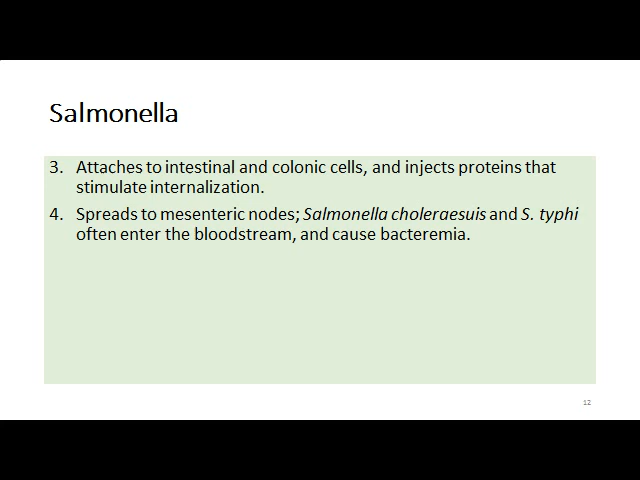 Salmonella
3. Attaches to intestinal and colonic cells, and injects proteins that
stimulate internalization.
4. Spreads to mesenteric nodes; Salmonella choleraesuis and S. typhi
often enter the bloodstream, and cause bacteremia.
12